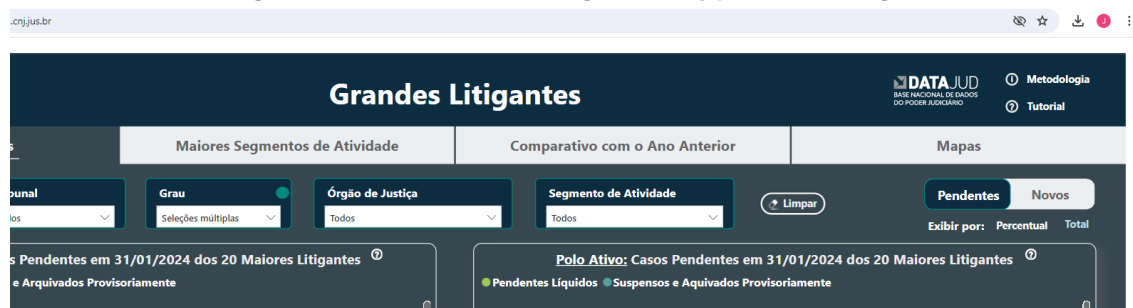 .cnj.jus.br
J
Grandes Litigantes
DATAJUD
BASE NACIONAL DE DADOS
DO PODER JUDICIÁRIO
Metodologia
Tutorial
s
Maiores Segmentos de Atividade
Comparativo com o Ano Anterior
Mapas
bunal
Grau
Órgão de Justiça
Segmento de Atividade
Limpar
Pendentes
Novos
dos
Seleções múltiplas
Todos
Todos
Exibir por: Percentual Total
s Pendentes em 31/01/2024 dos 20 Maiores Litigantes
Polo Ativo: Casos Pendentes em 31/01/2024 dos 20 Maiores Litigantes
e Arquivados Provisoriamente
Pendentes Líquidos Suspensos e Aquivados Provisoriamente